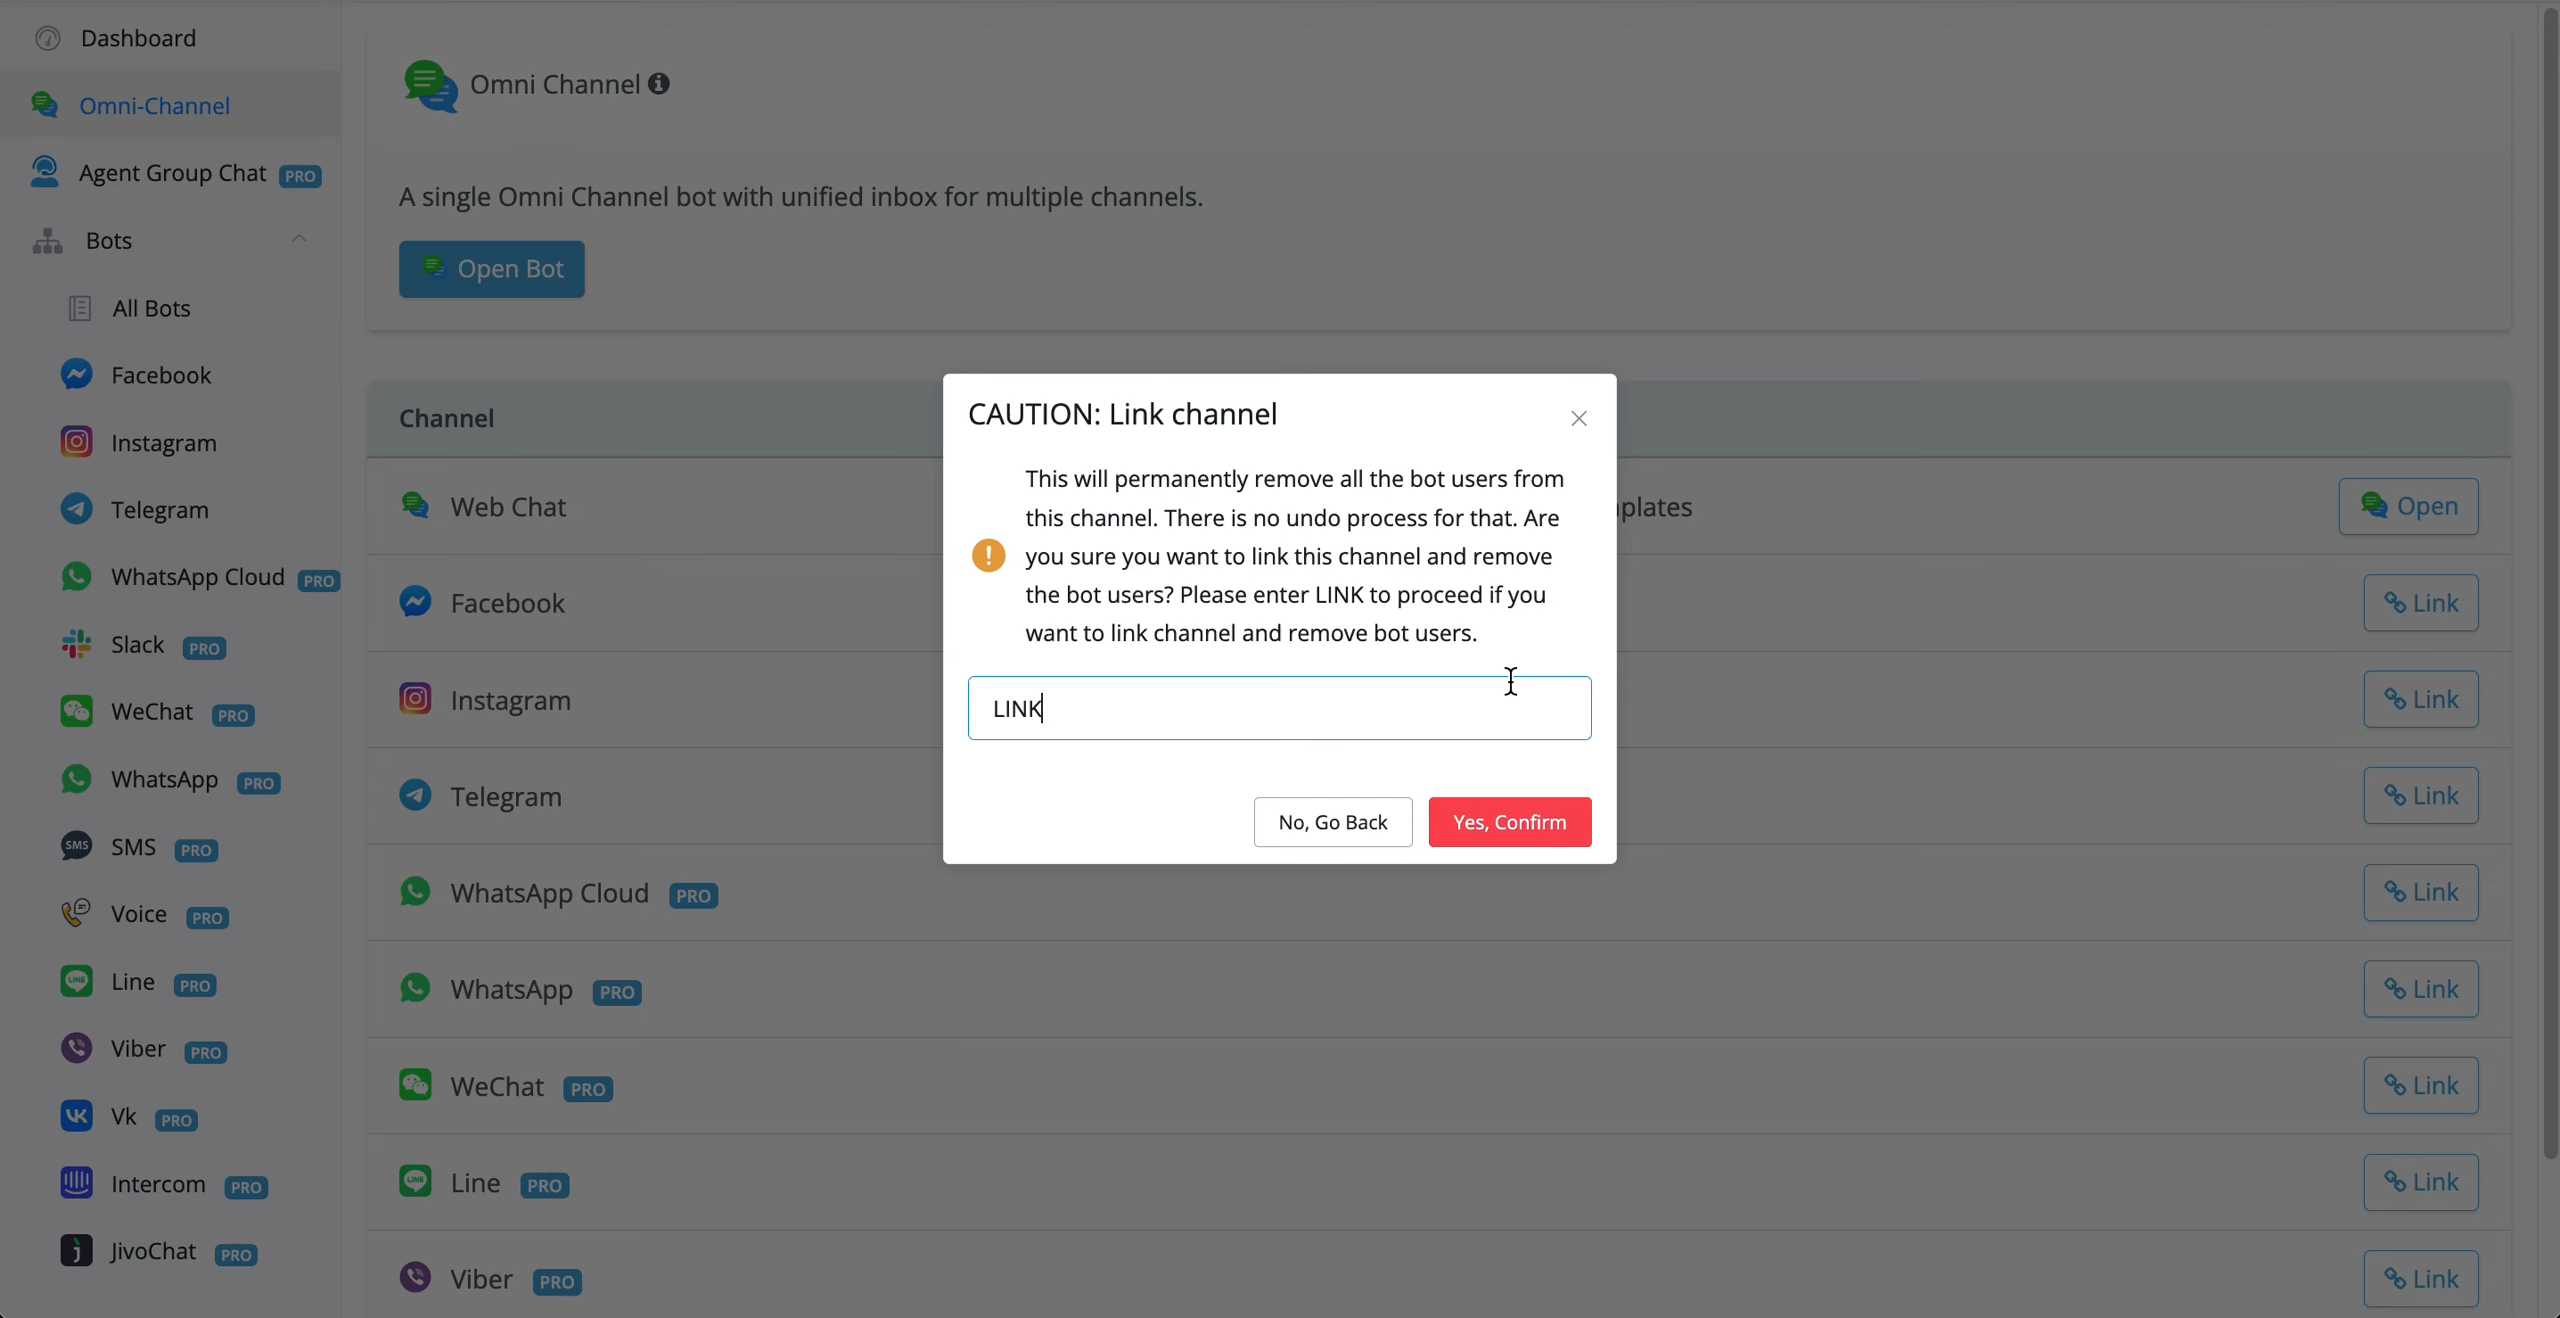 Dashboard
Omni-Channel
Agent Group Chat PRO
Bots
All Bots
Facebook
Instagram
Telegram
WhatsApp Cloud PRO
Slack PRO
WeChat PRO
WhatsApp PRO
SMS SMS PRO
Voice PRO
LINE Line PRO
Viber PRO
Vk PRO
Intercom PRO
JivoChat PRO
Omni Channel
A single Omni Channel bot with unified inbox for multiple channels.
Open Bot
Channel
Web Chat
plates
Open
Facebook
Link
Instagram
Link
Telegram
Link
WhatsApp Cloud PRO
Link
WhatsApp PRO
Link
WeChat PRO
Link
LINE Line PRO
Link
Viber PRO
Link
CAUTION: Link channel
This will permanently remove all the bot users from
this channel. There is no undo process for that. Are
you sure you want to link this channel and remove
the bot users? Please enter LINK to proceed if you
want to link channel and remove bot users.
LINK
No, Go Back
Yes, Confirm